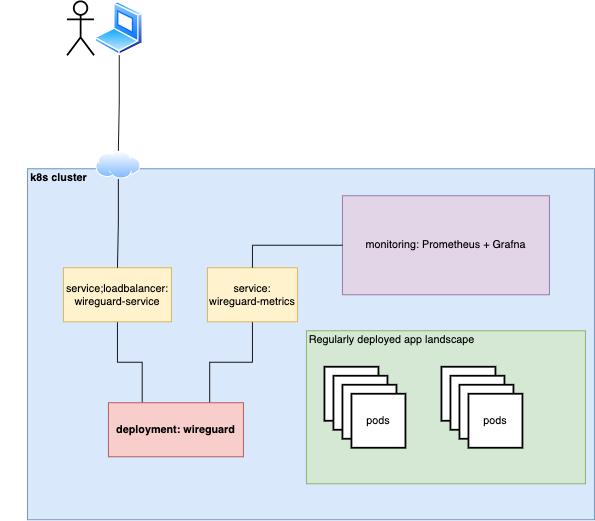 k8s cluster
monitoring: Prometheus + Grafna
service;loadbalancer:
wireguard-service
service:
wireguard-metrics
Regularly deployed app landscape
pods
pods
deployment: wireguard